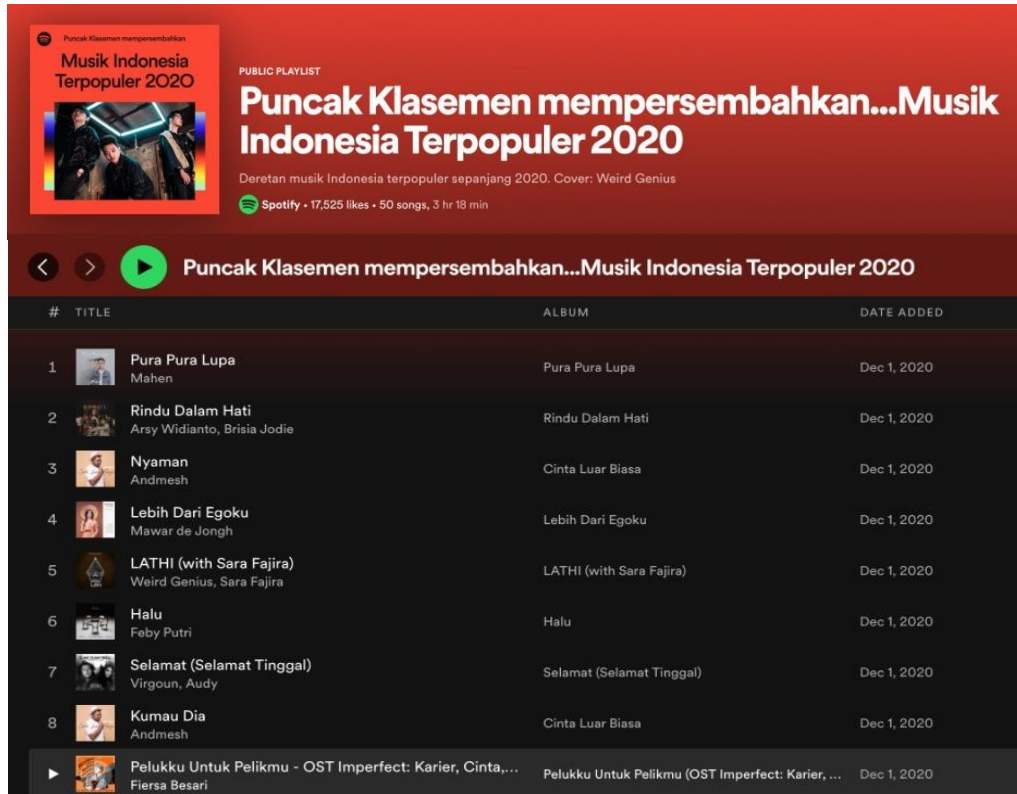 Puncak Klasemen mempersembahkan
Musik Indonesia
Terpopuler 2020
PUBLIC PLAYLIST
Puncak Klasemen mempersembahkan...Musik
Indonesia Terpopuler 2020
Deretan musik Indonesia terpopuler sepanjang 2020. Cover: Weird Genius
Spotify • 17,525 likes • 50 songs, 3 hr 18 min
Puncak Klasemen mempersembahkan...Musik Indonesia Terpopuler 2020
# TITLE ALBUM DATE ADDED
1 Pura Pura Lupa Pura Pura Lupa Dec 1, 2020
Mahen
2 Rindu Dalam Hati Rindu Dalam Hati Dec 1, 2020
Arsy Widianto, Brisia Jodie
3 Nyaman Cinta Luar Biasa Dec 1, 2020
Andmesh
4 Lebih Dari Egoku Lebih Dari Egoku Dec 1, 2020
Mawar de Jongh
5 LATHI (with Sara Fajira) LATHI (with Sara Fajira) Dec 1, 2020
Weird Genius, Sara Fajira
6 Halu Halu Dec 1, 2020
Feby Putri
7 Selamat (Selamat Tinggal) Selamat (Selamat Tinggal) Dec 1, 2020
Virgoun, Audy
8 Kumau Dia Cinta Luar Biasa Dec 1, 2020
Andmesh
Pelukku Untuk Pelikmu - OST Imperfect: Karier, Cinta,... Pelukku Untuk Pelikmu (OST Imperfect: Karier, ... Dec 1, 2020
Fiersa Besari